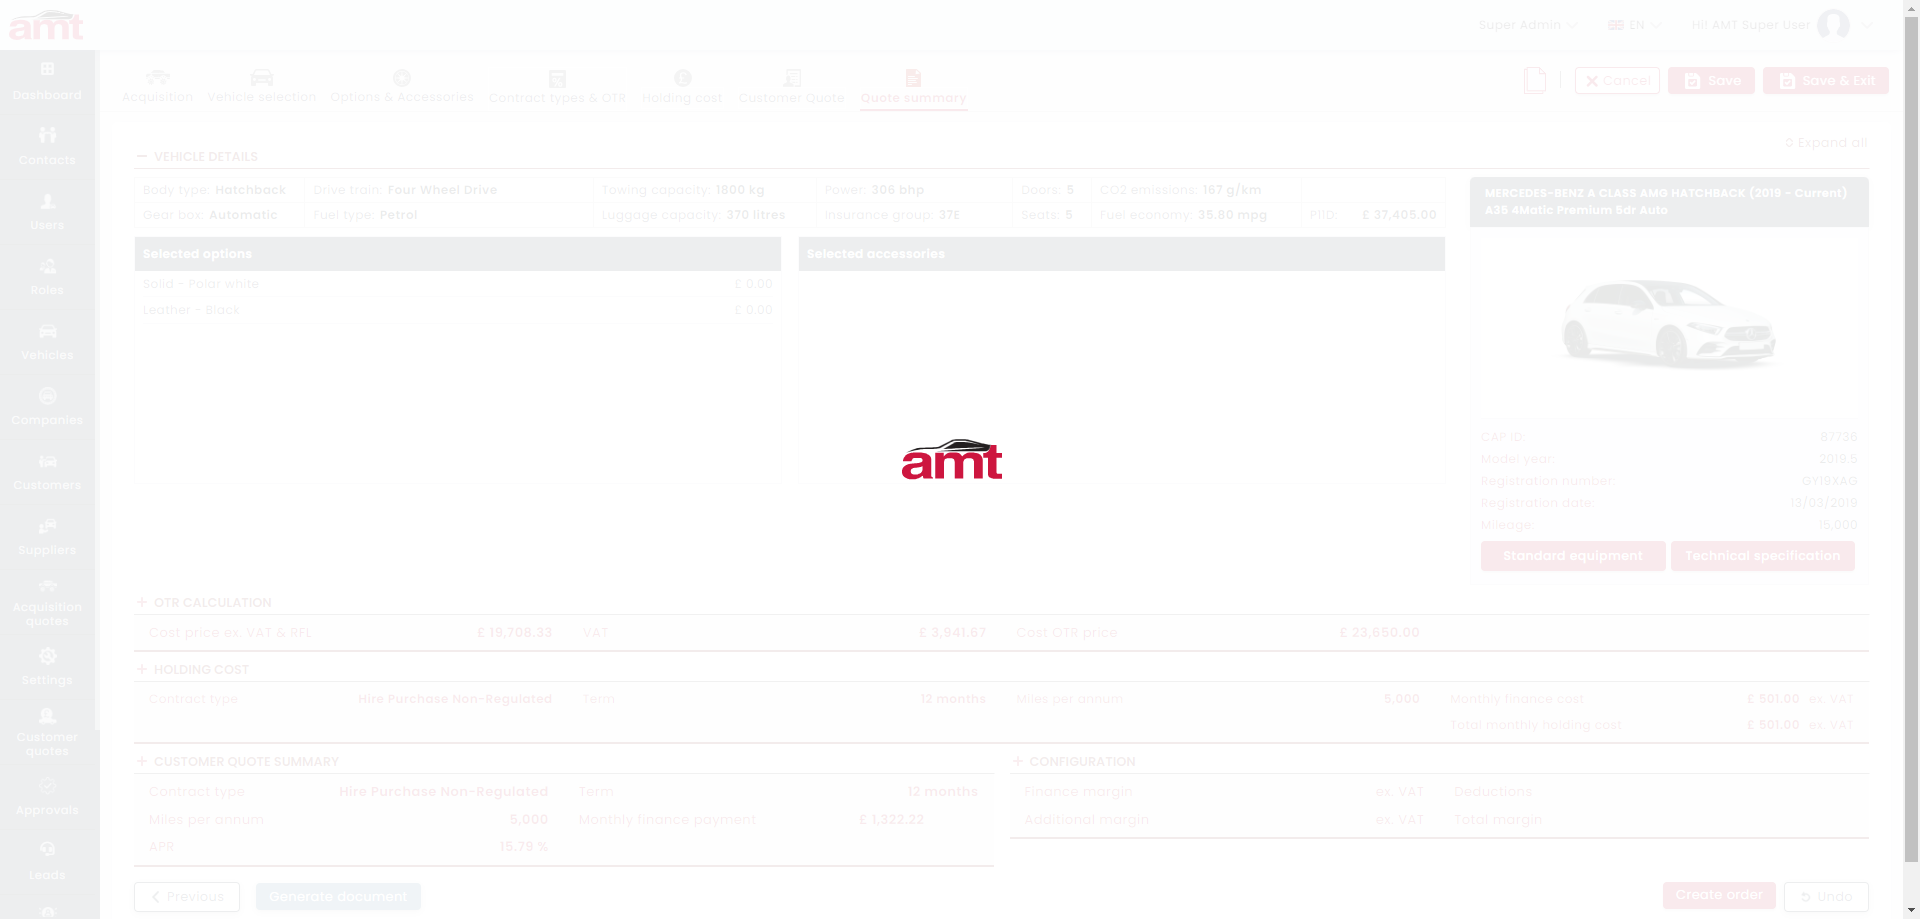 amt
Super Admin
EN
Hi! AMT Super User
Dashboard
Contacts
Users
Roles
Vehicles
Companies
Customers
Suppliers
Acquisition
quotes
Settings
Customer
quotes
Approvals
Leads
Acquisition
Vehicle selection
Options & Accessories
Contract types & OTR
Holding cost
Customer Quote
Quote summary
Cancel
Save
Save & Exit
Expand all
VEHICLE DETAILS
Body type: Hatchback Drive train: Four Wheel Drive Towing capacity: 1800 kg Power: 306 bhp Doors: 5 CO2 emissions: 167 g/km
Gear box: Automatic Fuel type: Petrol Luggage capacity: 370 litres Insurance group: 37E Seats: 5 Fuel economy: 35.80 mpg P11D: £ 37,405.00
Selected options
Solid - Polar white £ 0.00
Leather - Black £ 0.00
Selected accessories
MERCEDES-BENZ A CLASS AMG HATCHBACK (2019 - Current)
A35 4Matic Premium 5dr Auto
CAP ID: 87736
Model year: 2019.5
Registration number: GY19XAG
Registration date: 13/03/2019
Mileage: 15,000
Standard equipment
Technical specification
amt
OTR CALCULATION
Cost price ex. VAT & RFL £ 19,708.33 VAT £ 3,941.67 Cost OTR price £ 23,650.00
HOLDING COST
Contract type Hire Purchase Non-Regulated Term 12 months Miles per annum 5,000 Monthly finance cost £ 501.00 ex. VAT
Total monthly holding cost £ 501.00 ex. VAT
CUSTOMER QUOTE SUMMARY
Contract type Hire Purchase Non-Regulated Term 12 months
Miles per annum 5,000 Monthly finance payment £ 1,322.22
APR 15.79 %
CONFIGURATION
Finance margin ex. VAT Deductions
Additional margin ex. VAT Total margin
Previous
Generate document
Create order
Undo